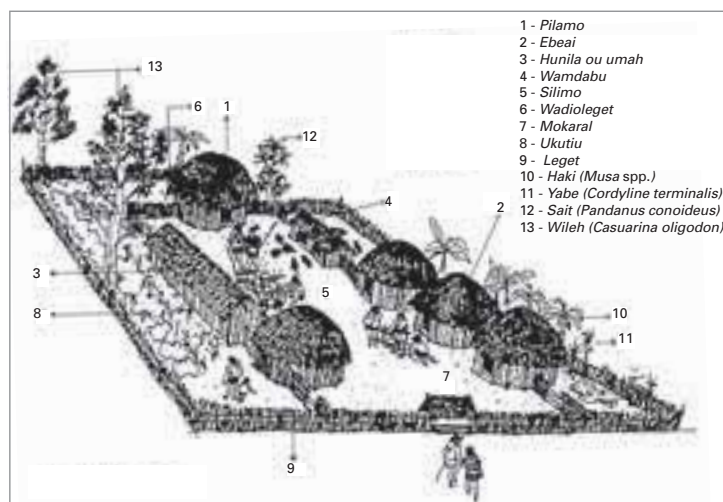 1 - Pilamo
2 - Ebeai
3 - Hunila ou umah
4 - Wamdabu
5 - Silimo
6 - Wadioleget
7 - Mokaral
8 - Ukutiu
9 - Leget
10 - Haki (Musa spp.)
11 - Yabe (Cordyline terminalis)
12 - Sait (Pandanus conoideus)
13 - Wileh (Casuarina oligodon)
13
6
1
12
4
2
3
5
10
8
11
7
9